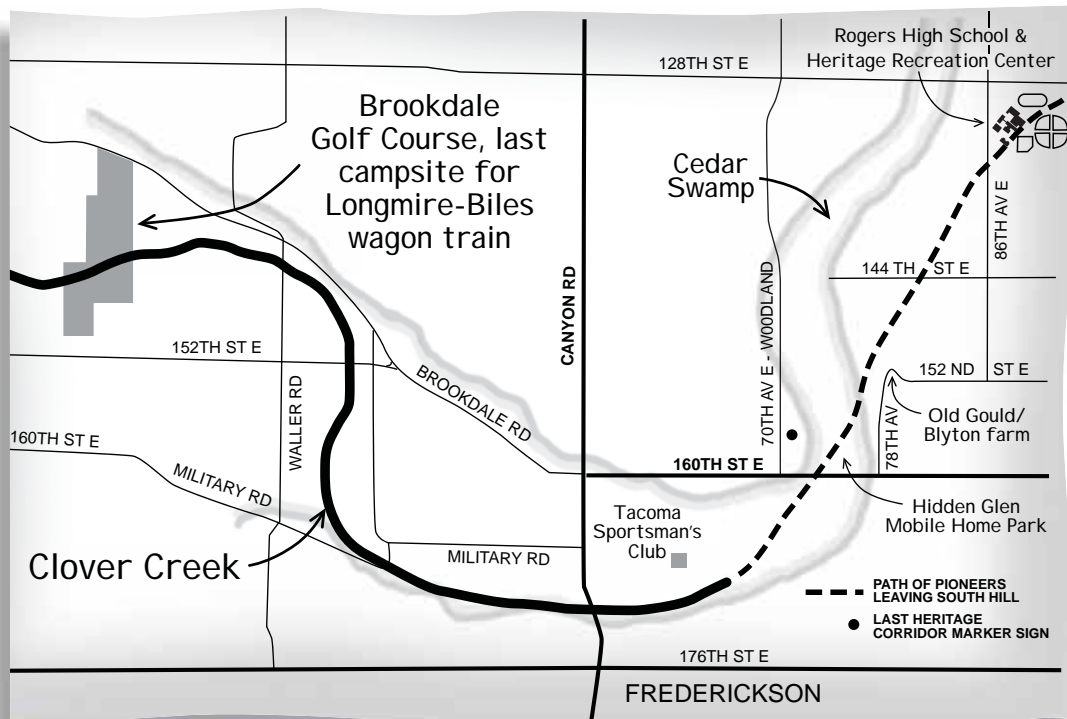 Rogers High School &
Heritage Recreation Center
128TH ST E
Brookdale
Golf Course, last
campsite for
Longmire-Biles
wagon train
Cedar
Swamp
86TH AV E
CANYON RD
70TH AV E - WOODLAND
144 TH ST E
152TH ST E
WALLER RD
BROOKDALE RD
152 ND ST E
78TH AV
Old Gould/
Blyton farm
160TH ST E
MILITARY RD
160TH ST E
Hidden Glen
Mobile Home Park
Tacoma
Sportsman's
Club
Clover Creek
MILITARY RD
PATH OF PIONEERS
LEAVING SOUTH HILL
LAST HERITAGE
CORRIDOR MARKER SIGN
176TH ST E
FREDERICKSON